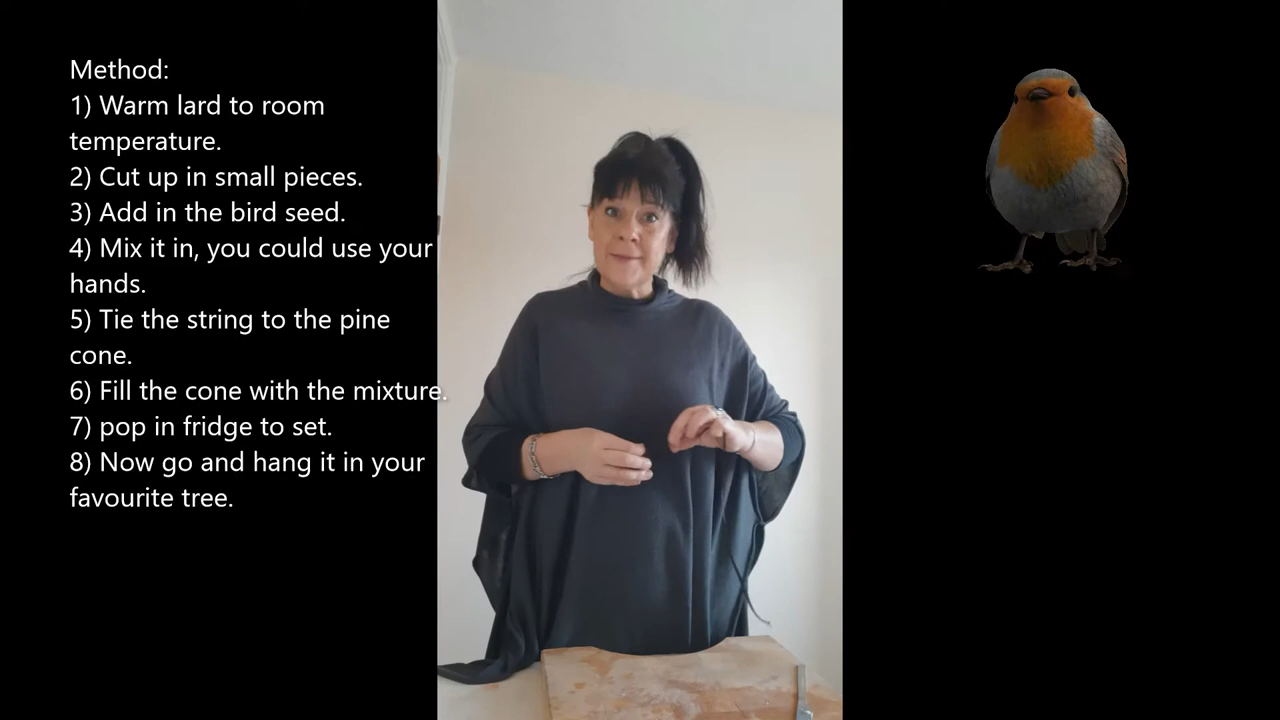 Method:
1) Warm lard to room
temperature.
2) Cut up in small pieces.
3) Add in the bird seed.
4) Mix it in, you could use your
hands.
5) Tie the string to the pine
cone.
6) Fill the cone with the mixture.
7) pop in fridge to set.
8) Now go and hang it in your
favourite tree.